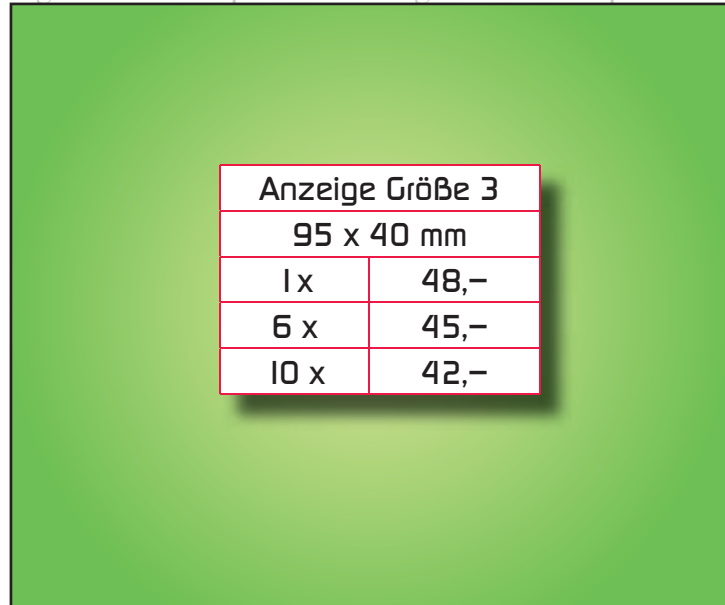 Anzeige Größe 3
95 x 40 mm
1 x 48,–
6 x 45,–
10 x 42,–